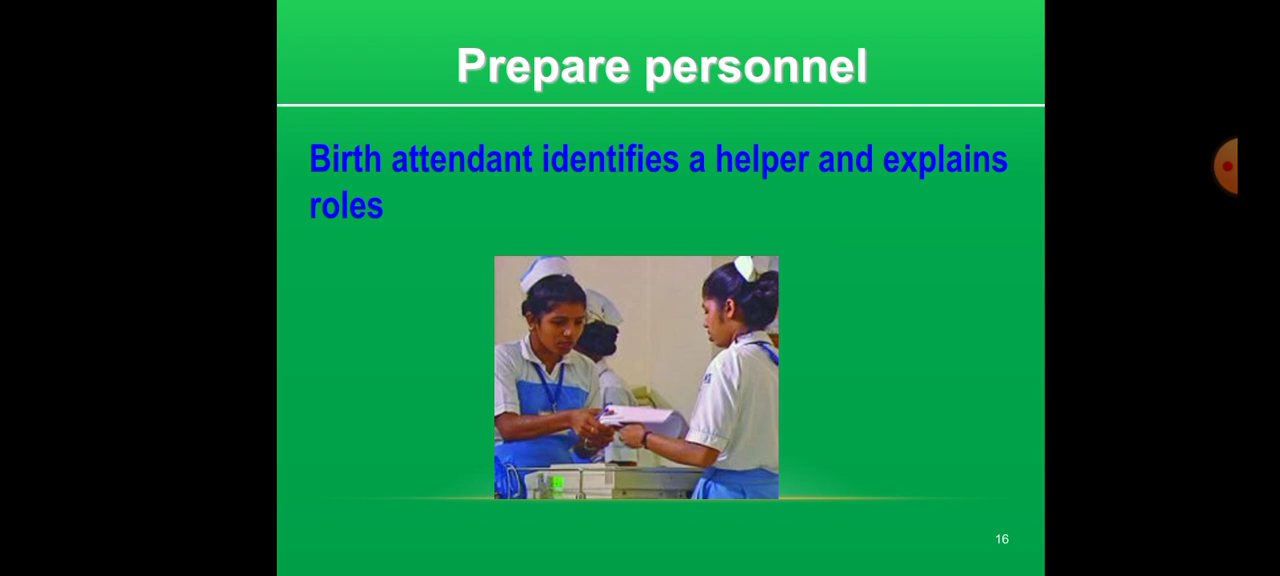 Prepare personnel
Birth attendant identifies a helper and explains
roles
16